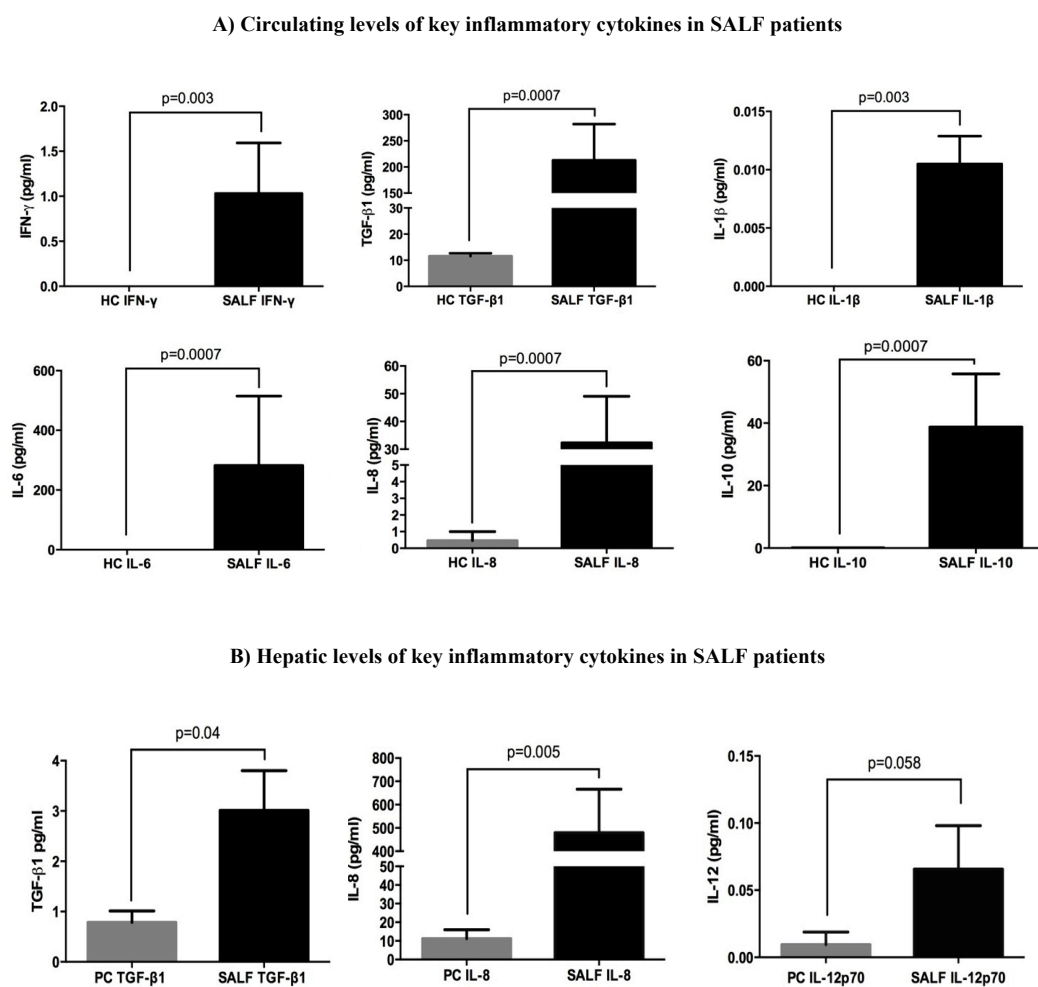 A) Circulating levels of key inflammatory cytokines in SALF patients
p=0.003
2.0
1.5
1.0
0.5
0.0
IFN-γ (pg/ml)
HC IFN-γ
SALF IFN-γ
p=0.0007
300
250
200
150
30
20
10
0
TGF-β1 (pg/ml)
HC TGF-β1
SALF TGF-β1
p=0.003
0.015
0.010
0.005
0.000
IL-1β (pg/ml)
HC IL-1β
SALF IL-1β
p=0.0007
600
400
200
0
IL-6 (pg/ml)
HC IL-6
SALF IL-6
p=0.0007
60
50
40
30
5
4
3
2
1
0
IL-8 (pg/ml)
HC IL-8
SALF IL-8
p=0.0007
60
40
20
0
IL-10 (pg/ml)
HC IL-10
SALF IL-10
B) Hepatic levels of key inflammatory cytokines in SALF patients
p=0.04
4
3
2
1
0
TGF-β1 pg/ml)
PC TGF-β1
SALF TGF-β1
p=0.005
800
700
600
500
400
50
40
30
20
10
0
IL-8 (pg/ml)
PC IL-8
SALF IL-8
p=0.058
0.15
0.10
0.05
0.00
IL-12 (pg/ml)
PC IL-12p70
SALF IL-12p70